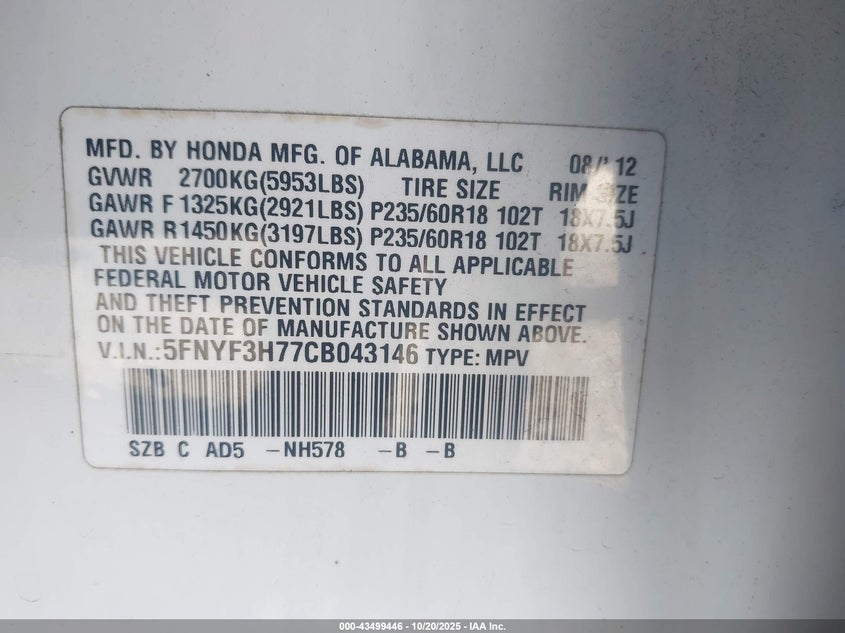 MFD. BY HONDA MFG. OF ALABAMA, LLC 08/12
GVWR 2700KG(5953LBS) TIRE SIZE RIM SIZE
GAWR F 1325KG(2921LBS) P235/60R18 102T 18X7.5J
GAWR R 1450KG(3197LBS) P235/60R18 102T 18X7.5J
THIS VEHICLE CONFORMS TO ALL APPLICABLE
FEDERAL MOTOR VEHICLE SAFETY
AND THEFT PREVENTION STANDARDS IN EFFECT
ON THE DATE OF MANUFACTURE SHOWN ABOVE.
V.I.N.:5FNYF3H77CB043146 TYPE: MPV
SZB C AD5 -NH578 -B -B
000-43499446 - 10/20/2025 - IAA Inc.